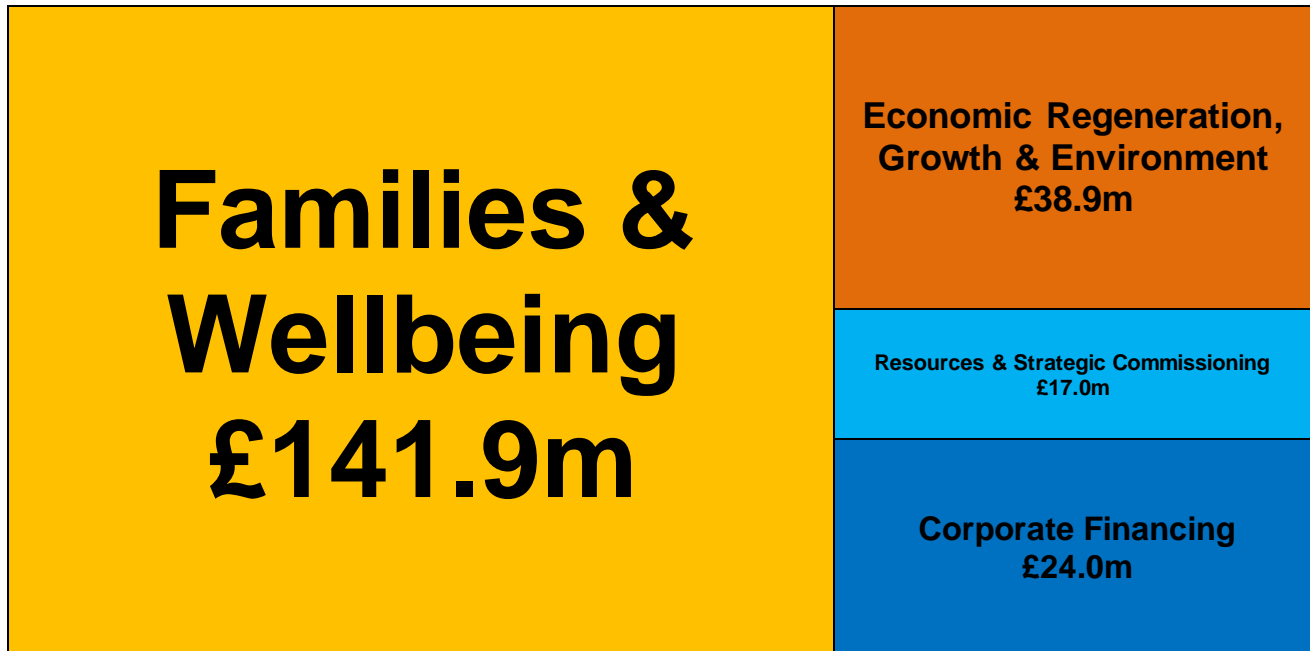 Families &
Wellbeing
£141.9m
Economic Regeneration,
Growth & Environment
£38.9m
Resources & Strategic Commissioning
£17.0m
Corporate Financing
£24.0m